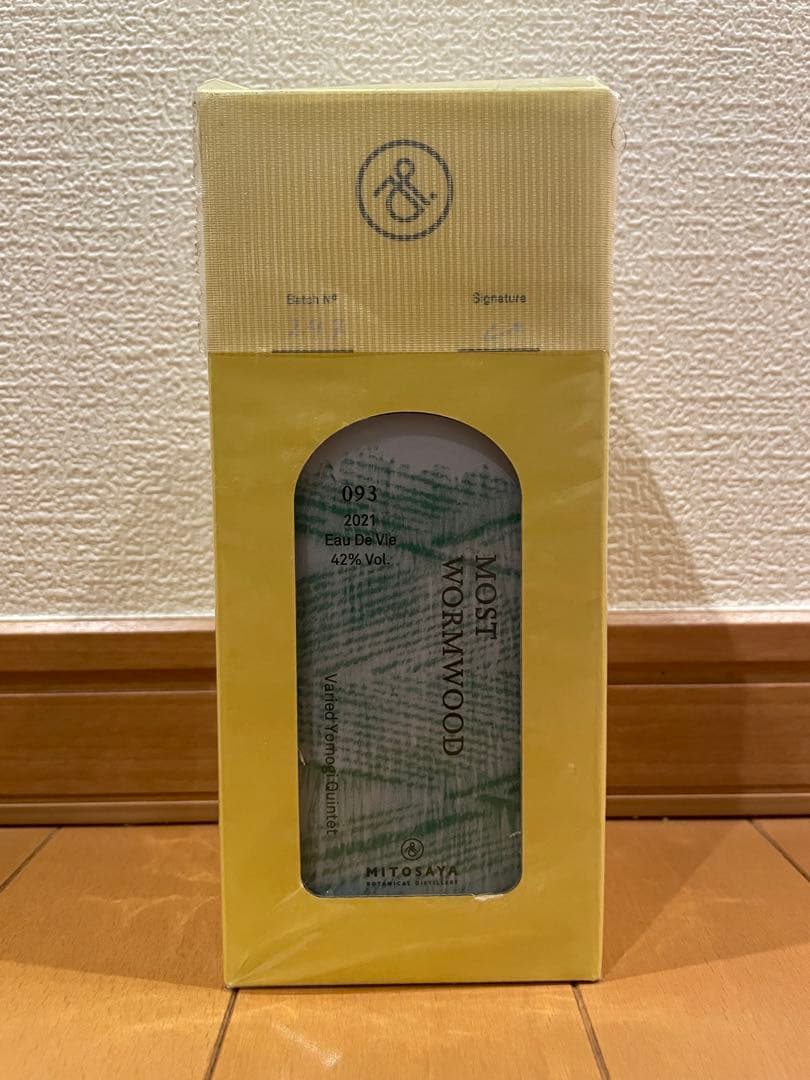 Batch Nº
Signature
093
2021
Eau De Vie
42% Vol.
MOST
WORMWOOD
Varied Yomogi Quintet
MITOSAYA
BOTANICAL DISTILLERY